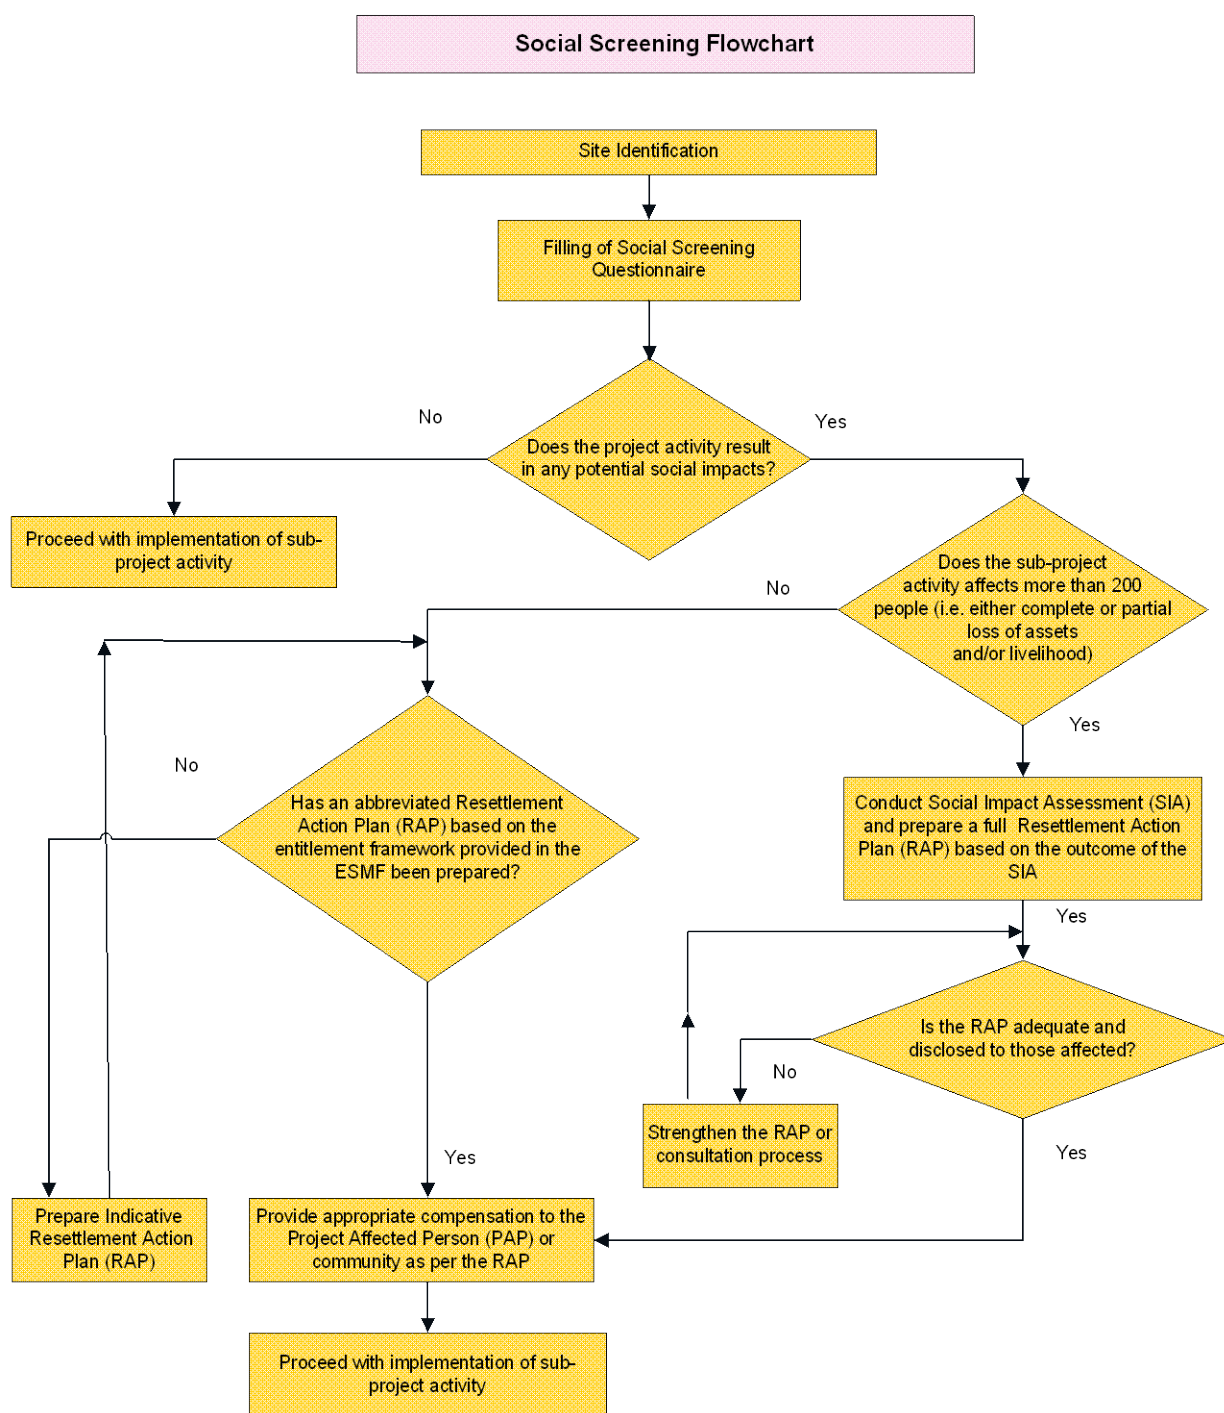 Social Screening Flowchart
Site Identification
Filling of Social Screening
Questionnaire
No
Yes
Does the project activity result
in any potential social impacts?
Proceed with implementation of sub-
project activity
Does the sub-project
activity affects more than 200
people (i.e. either complete or partial
loss of assets
and/or livelihood)
No
Yes
No
Has an abbreviated Resettlement
Action Plan (RAP) based on the
entitlement framework provided in the
ESMF been prepared?
Conduct Social Impact Assessment (SIA)
and prepare a full Resettlement Action
Plan (RAP) based on the outcome of the
SIA
Yes
Is the RAP adequate and
disclosed to those affected?
No
Strengthen the RAP or
consultation process
Yes
Yes
Prepare Indicative
Resettlement Action
Plan (RAP)
Provide appropriate compensation to the
Project Affected Person (PAP) or
community as per the RAP
Proceed with implementation of sub-
project activity